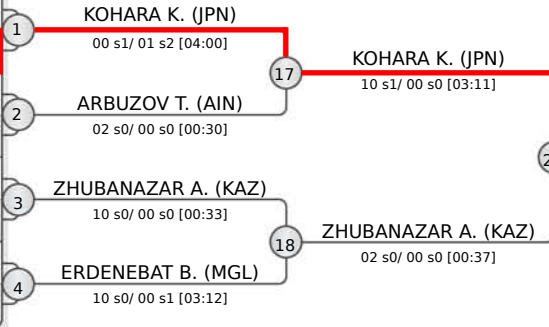 KOHARA K. (JPN)
1
00 s1/ 01 s2 [04:00]
17
KOHARA K. (JPN)
10 s1/ 00 s0 [03:11]
ARBUZOV T. (AIN)
2
02 s0/ 00 s0 [00:30]
ZHUBANAZAR A. (KAZ)
3
10 s0/ 00 s0 [00:33]
18
ZHUBANAZAR A. (KAZ)
02 s0/ 00 s0 [00:37]
ERDENEBAT B. (MGL)
4
10 s0/ 00 s1 [03:12]